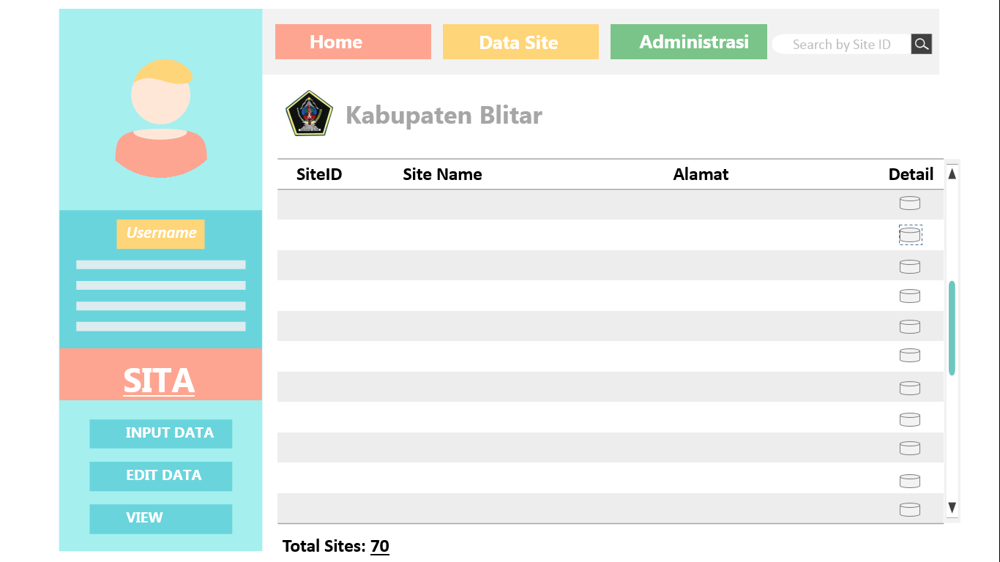 Home
Data Site
Administrasi
Search by Site ID
Kabupaten Blitar
SiteID Site Name Alamat Detail
Username
SITA
INPUT DATA
EDIT DATA
VIEW
Total Sites: 70